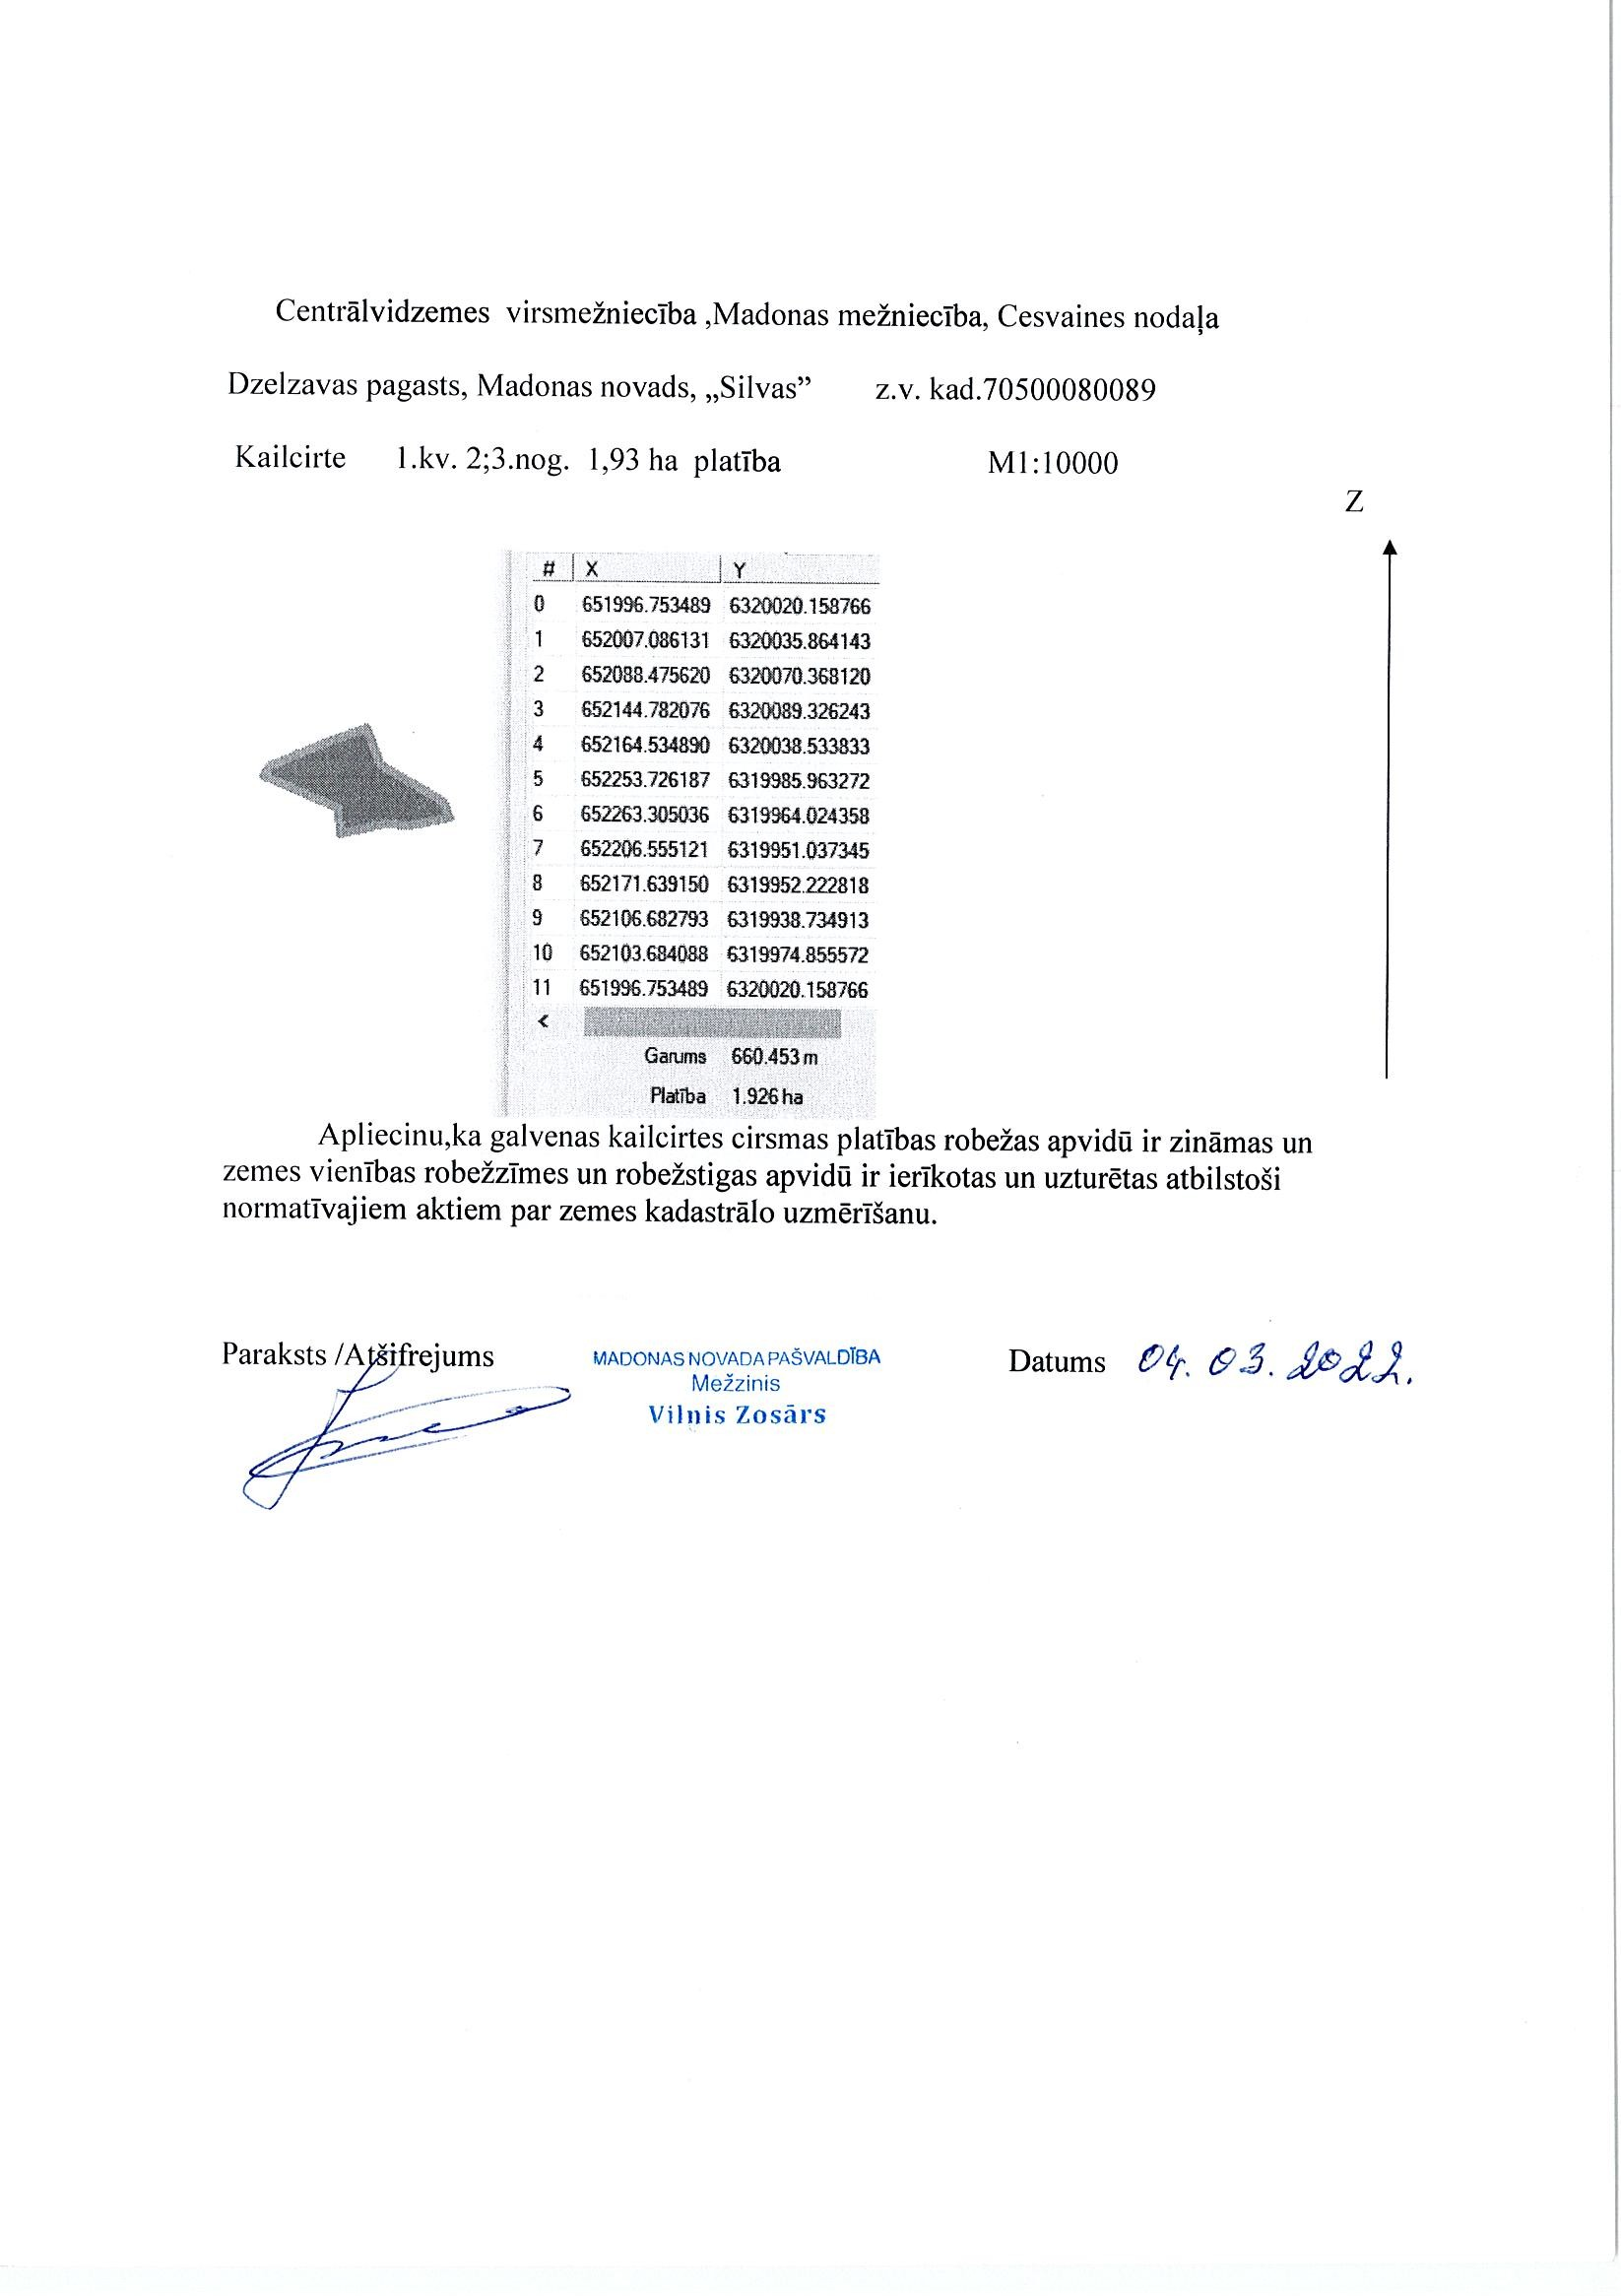 Centrālvidzemes virsmežniecība ,Madonas mežniecība, Cesvaines nodaļa
Dzelzavas pagasts, Madonas novads, „Silvas” z.v. kad.70500080089
Kailcirte 1.kv. 2;3.nog. 1,93 ha platība M1:10000
Z
# X Y
0 651996.753489 6320020.158766
1 652007.086131 6320035.864143
2 652088.475620 6320070.368120
3 652144.782076 6320089.326243
4 652164.534890 6320038.533833
5 652253.726187 6319985.963272
6 652263.305036 6319964.024358
7 652206.555121 6319951.037345
8 652171.639150 6319952.222818
9 652106.682793 6319938.734913
10 652103.684088 6319974.855572
11 651996.753489 6320020.158766
<
Garums 660.453 m
Platība 1.926 ha
Apliecinu,ka galvenas kailcirtes cirsmas platības robežas apvidū ir zināmas un
zemes vienības robežzīmes un robežstigas apvidū ir ierīkotas un uzturētas atbilstoši
normatīvajiem aktiem par zemes kadastrālo uzmērīšanu.
Paraksts /Atšifrejums MADONAS NOVADA PAŠVALDĪBA Datums 04. 03. 2022.
Mežzinis
Vilņis Zosārs